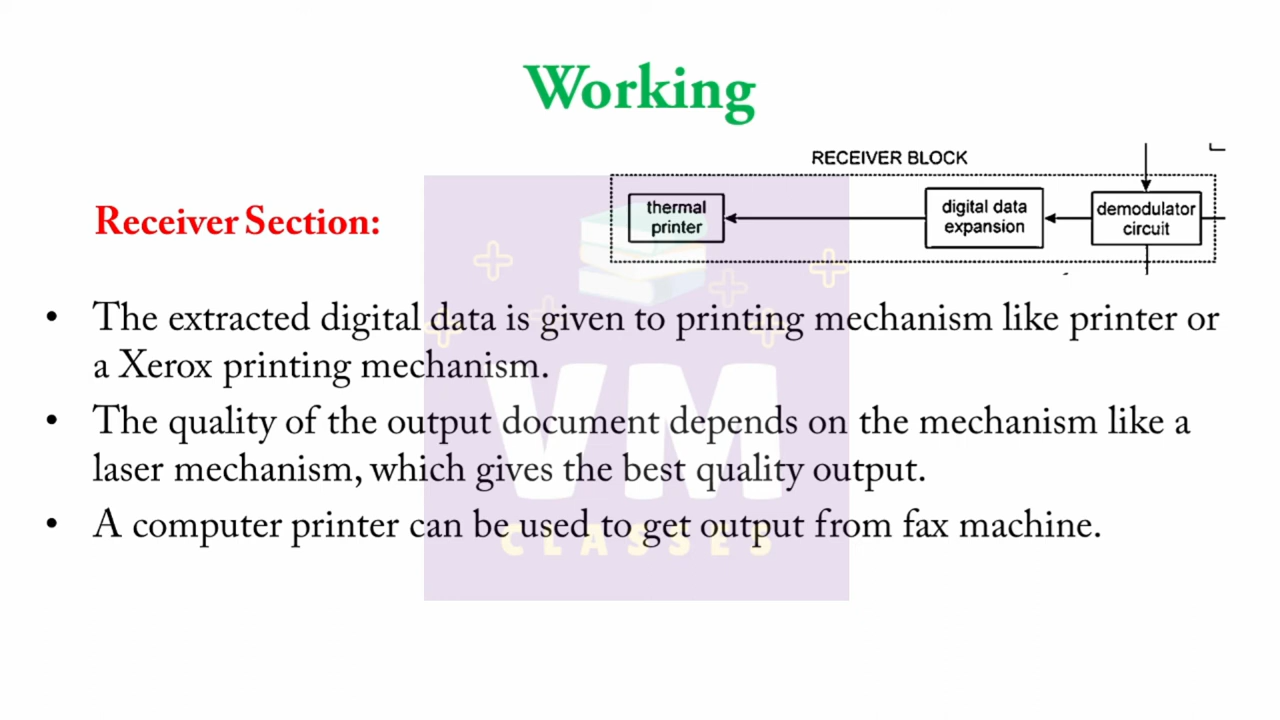 Working
RECEIVER BLOCK
thermal
printer
digital data
expansion
demodulator
circuit
Receiver Section:
• The extracted digital data is given to printing mechanism like printer or
a Xerox printing mechanism.
• The quality of the output document depends on the mechanism like a
laser mechanism, which gives the best quality output.
• A computer printer can be used to get output from fax machine.
VM
CLASSES